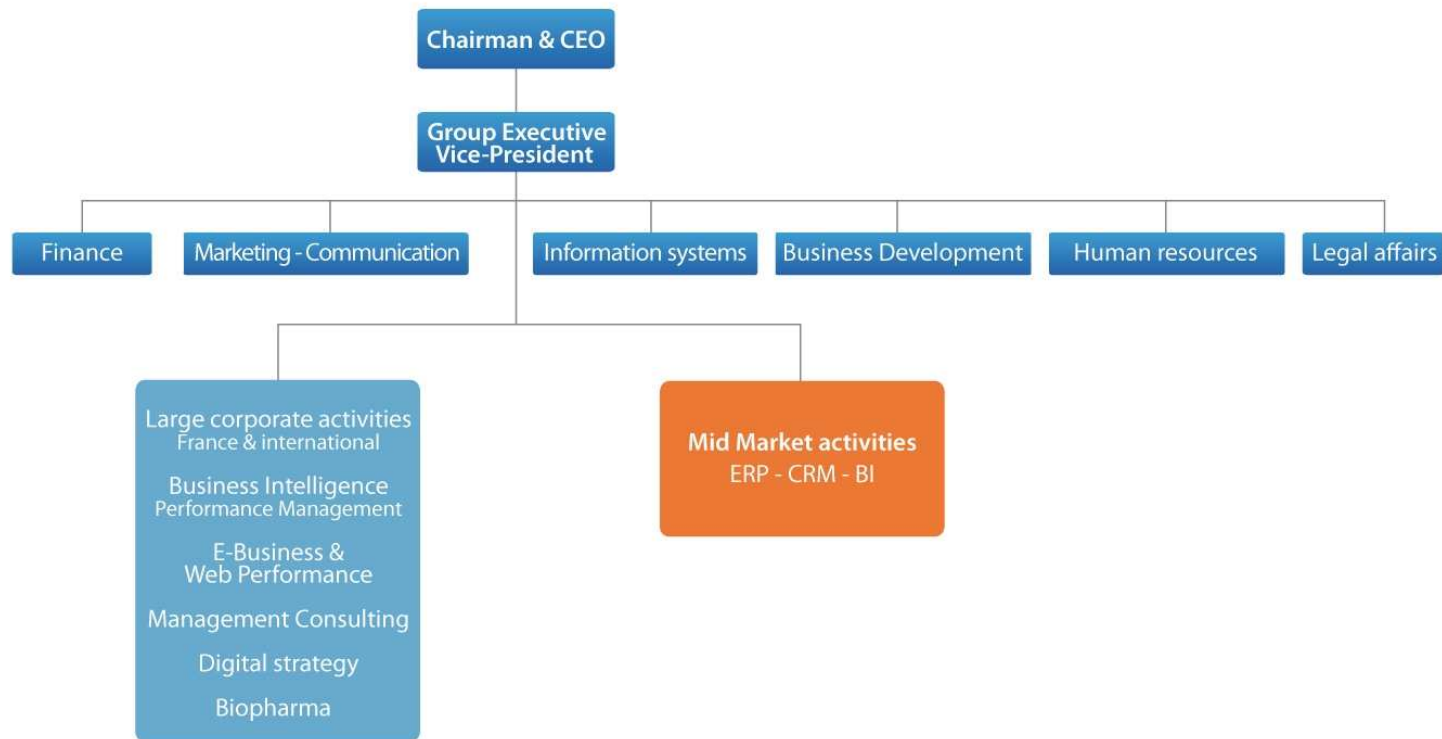 Chairman & CEO
Group Executive
Vice-President
Finance
Marketing - Communication
Information systems
Business Development
Human resources
Legal affairs
Large corporate activities
France & international
Business Intelligence
Performance Management
E-Business &
Web Performance
Management Consulting
Digital strategy
Biopharma
Mid Market activities
ERP - CRM - BI